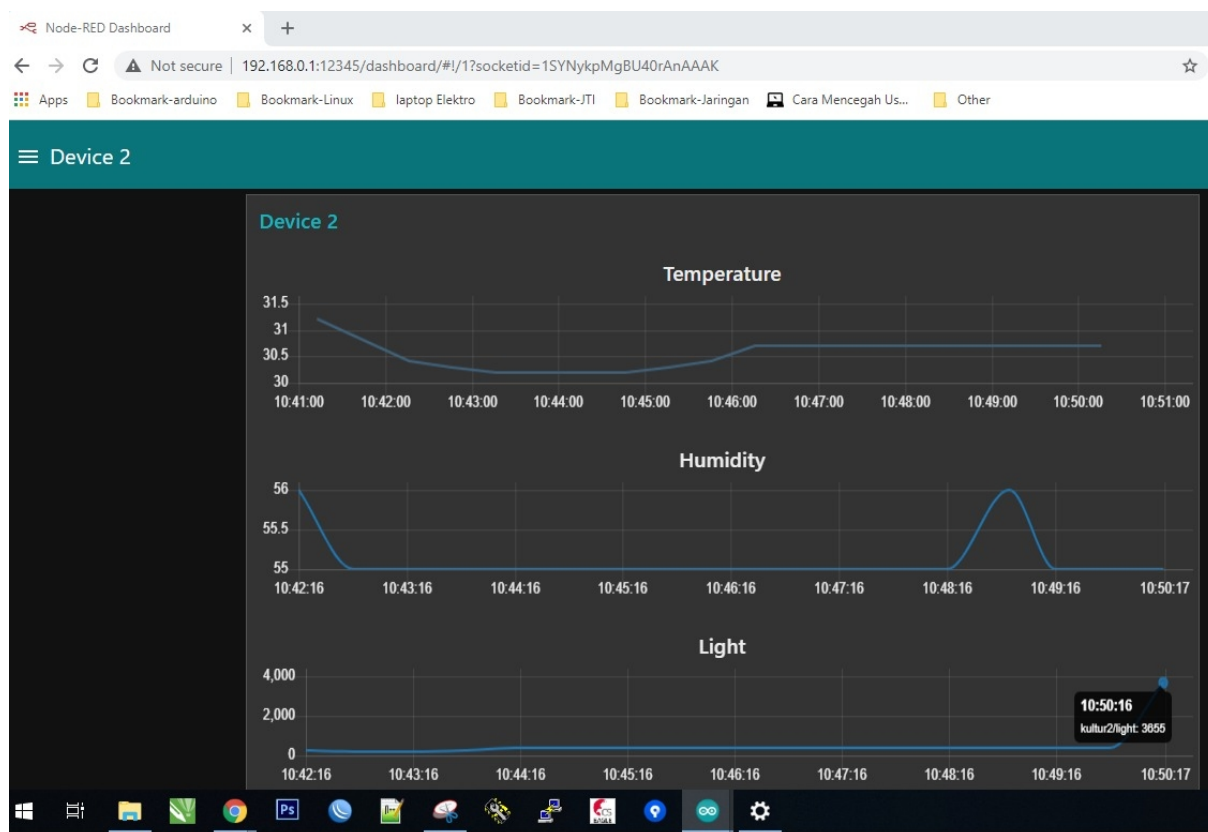 Node-RED Dashboard
Not secure | 192.168.0.1:12345/dashboard/#!/1?socketid=1SYNykpMgBU40rAnAAAK
Apps Bookmark-arduino Bookmark-Linux laptop Elektro Bookmark-JTI Bookmark-Jaringan Cara Mencegah Us... Other
Device 2
Device 2
Temperature
31.5
31
30.5
30
10:41:00 10:42:00 10:43:00 10:44:00 10:45:00 10:46:00 10:47:00 10:48:00 10:49:00 10:50:00 10:51:00
Humidity
56
55.5
55
10:42:16 10:43:16 10:44:16 10:45:16 10:46:16 10:47:16 10:48:16 10:49:16 10:50:17
Light
4,000
2,000
0
10:50:16
kultur2/light: 3655
10:42:16 10:43:16 10:44:16 10:45:16 10:46:16 10:47:16 10:48:16 10:49:16 10:50:17
Ps